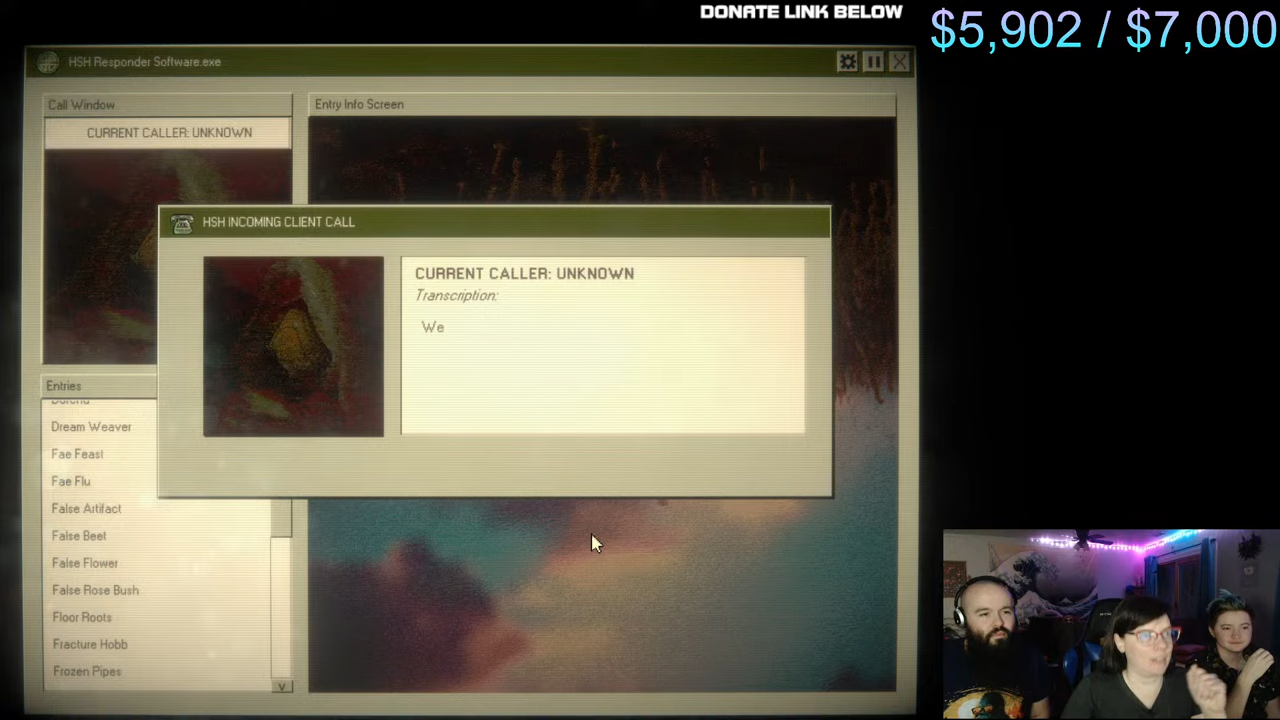 DONATE LINK BELOW
$5,902 / $7,000
HSH Responder Software.exe
Call Window
CURRENT CALLER: UNKNOWN
Entry Info Screen
HSH INCOMING CLIENT CALL
CURRENT CALLER: UNKNOWN
Transcription:
We
Entries
Dream Weaver
Fae Feast
Fae Flu
False Artifact
False Beet
False Flower
False Rose Bush
Floor Roots
Fracture Hobb
Frozen Pipes